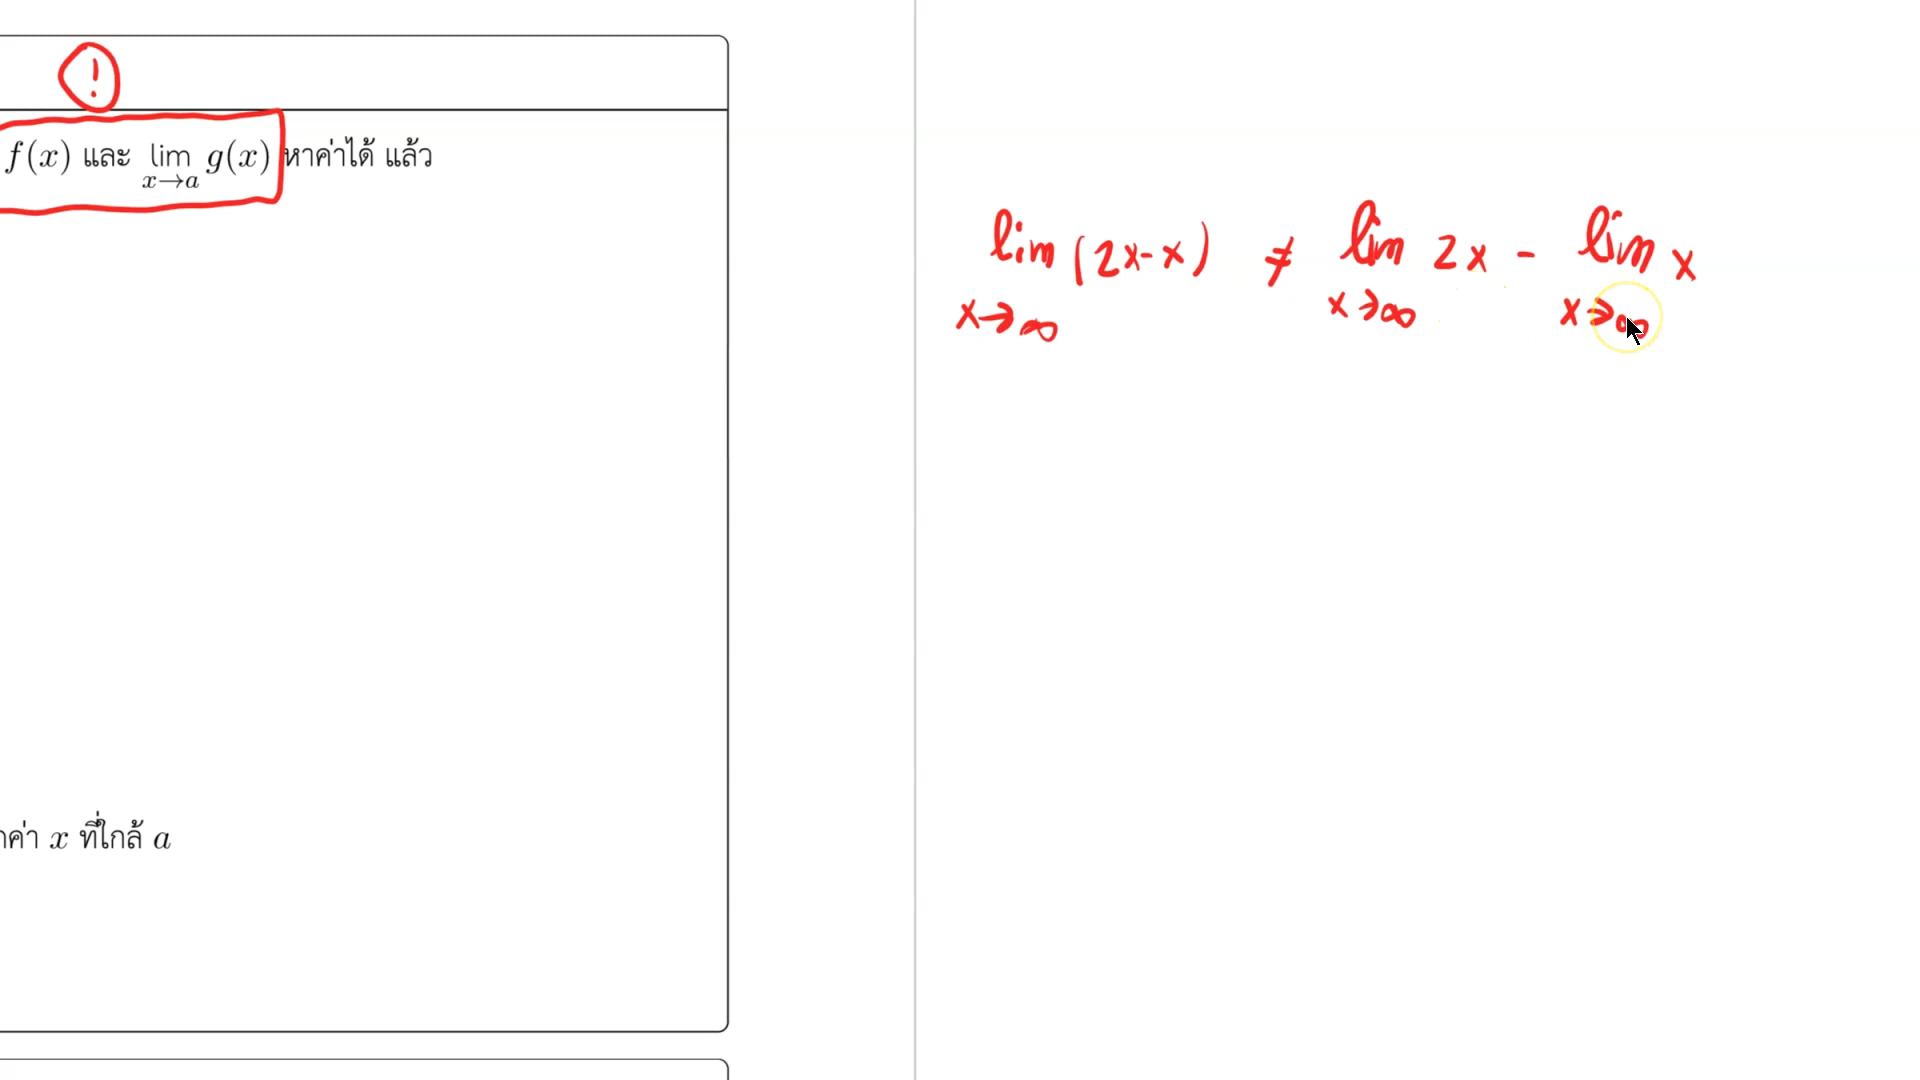 !
f(x) และ lim x→a g(x) หาค่าได้ แล้ว
lim x→∞ (2x-x) ≠ lim x→∞ 2x - lim x→∞ x
ค่า x ที่ใกล้ a